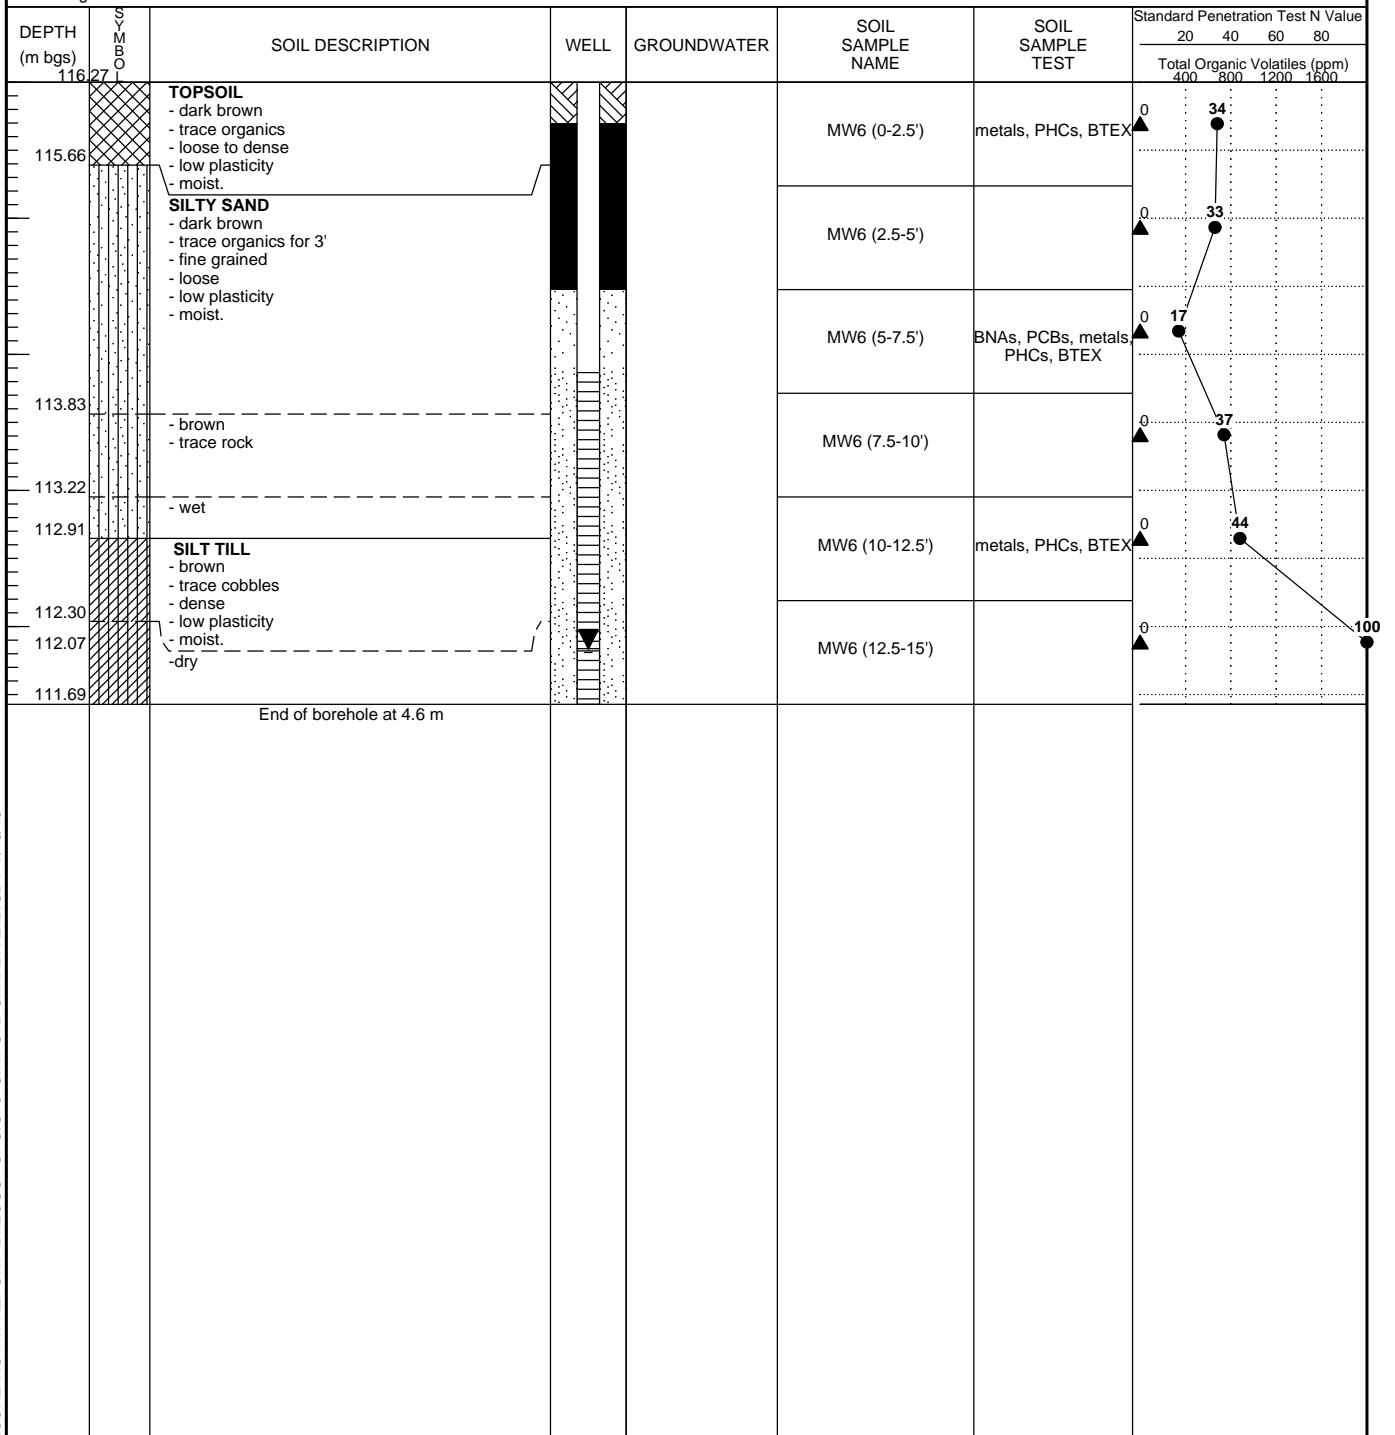 DEPTH
(m bgs)
SYMBOL
SOIL DESCRIPTION
WELL
GROUNDWATER
SOIL
SAMPLE
NAME
SOIL
SAMPLE
TEST
Standard Penetration Test N Value
20 40 60 80
Total Organic Volatiles (ppm)
400 800 1200 1600
116.27
TOPSOIL
- dark brown
- trace organics
- loose to dense
- low plasticity
- moist.
MW6 (0-2.5')
metals, PHCs, BTEX
0
34
115.66
SILTY SAND
- dark brown
- trace organics for 3'
- fine grained
- loose
- low plasticity
- moist.
MW6 (2.5-5')
0
33
MW6 (5-7.5')
BNAs, PCBs, metals,
PHCs, BTEX
0
17
113.83
- brown
- trace rock
MW6 (7.5-10')
0
37
113.22
- wet
112.91
MW6 (10-12.5')
metals, PHCs, BTEX
0
44
SILT TILL
- brown
- trace cobbles
- dense
- low plasticity
- moist.
112.30
112.07
-dry
MW6 (12.5-15')
0
100
111.69
End of borehole at 4.6 m